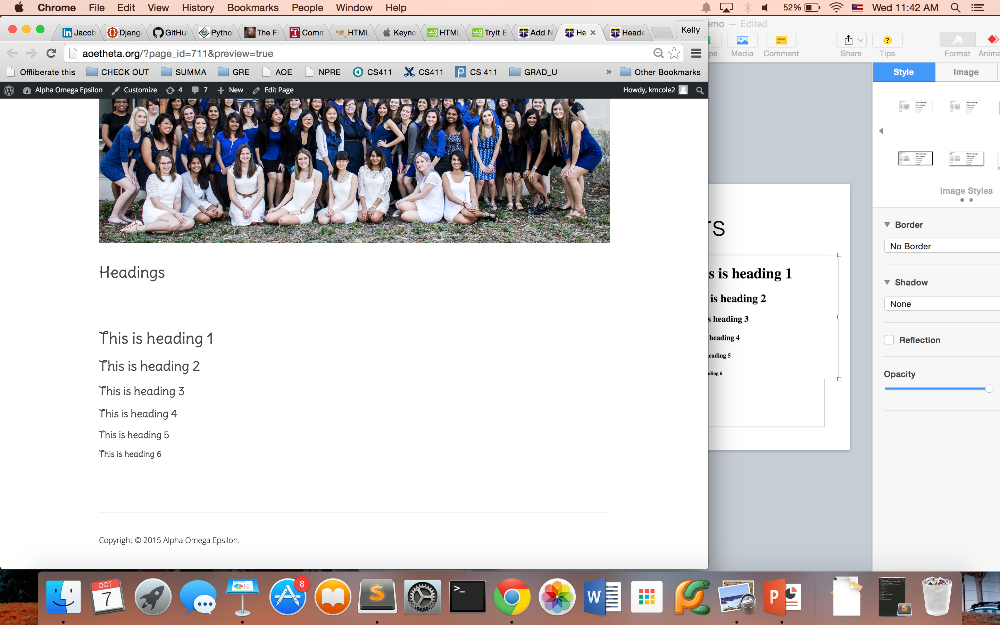 Chrome File Edit View History Bookmarks People Window Help 52% Wed 11:42 AM
Jacob Djang GitHu Pytho The F Comm HTML Keyno HTML Tryit E Add N He Heade Kelly
emo — Edited
aoetheta.org/?page_id=711&preview=true
pe Media Comment Share Tips Format Anima
Offliberate this CHECK OUT SUMMA GRE AOE NPRE CS411 CS411 CS 411 GRAD_U » Other Bookmarks
Style Image
Alpha Omega Epsilon Customize 4 7 New Edit Page Howdy, kmcole2
Image Styles
Border
No Border
Shadow
None
Reflection
Opacity
rs
s is heading 1
is heading 2
s heading 3
heading 4
eading 5
ding 6
Headings
This is heading 1
This is heading 2
This is heading 3
This is heading 4
This is heading 5
This is heading 6
Copyright © 2015 Alpha Omega Epsilon.
OCT
7
KEYNOTE
8
S
>_
W
P
S